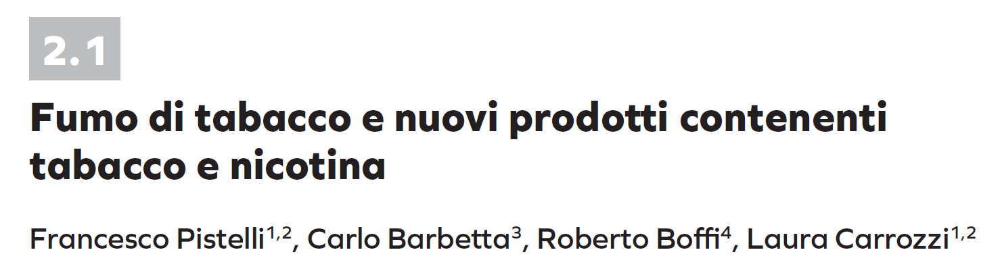 2.1
Fumo di tabacco e nuovi prodotti contenenti
tabacco e nicotina
Francesco Pistelli¹,², Carlo Barbetta³, Roberto Boffi⁴, Laura Carrozzi¹,²